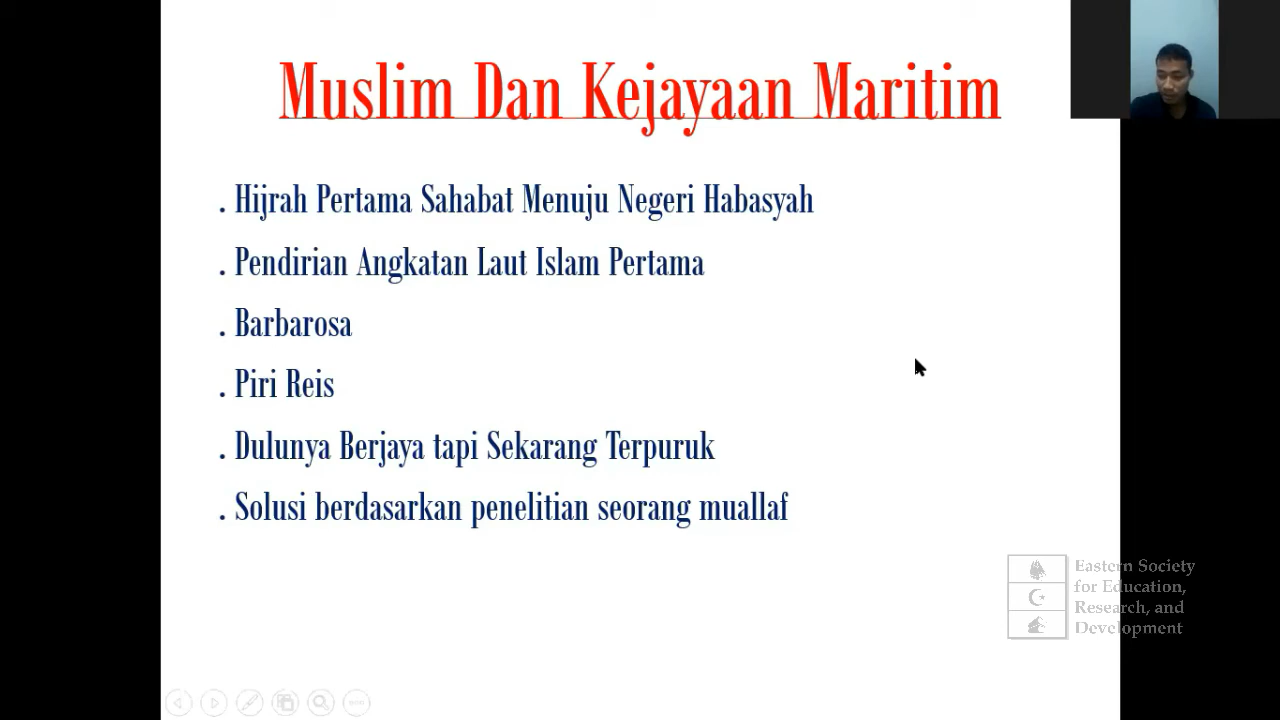 Muslim Dan Kejayaan Maritim
. Hijrah Pertama Sahabat Menuju Negeri Habasyah
. Pendirian Angkatan Laut Islam Pertama
. Barbarosa
. Piri Reis
. Dulunya Berjaya tapi Sekarang Terpuruk
. Solusi berdasarkan penelitian seorang muallaf
Eastern Society
for Education,
Research, and
Development